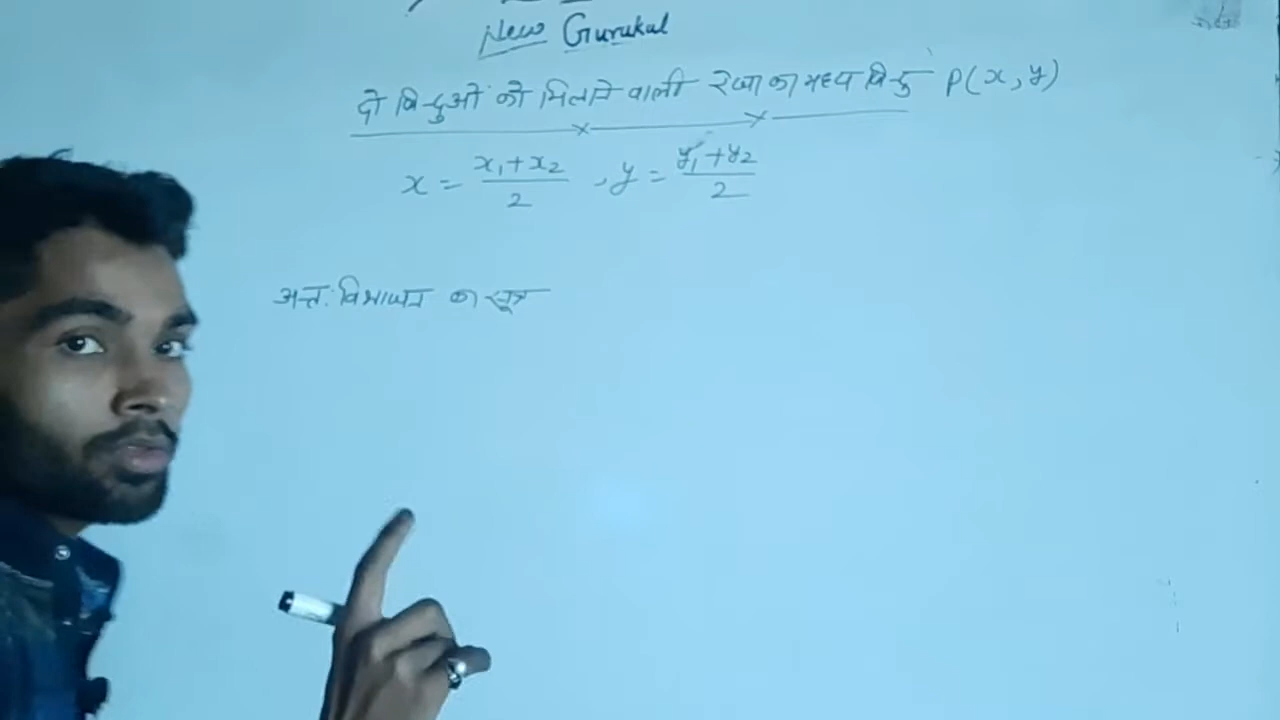 New Gurukul
दो बिन्दुओं को मिलाने वाली रेखा का मध्य बिन्दु P(x, y)
x = x₁+x₂/2 , y = y₁+y₂/2
अन्त: विभाजन का सूत्र